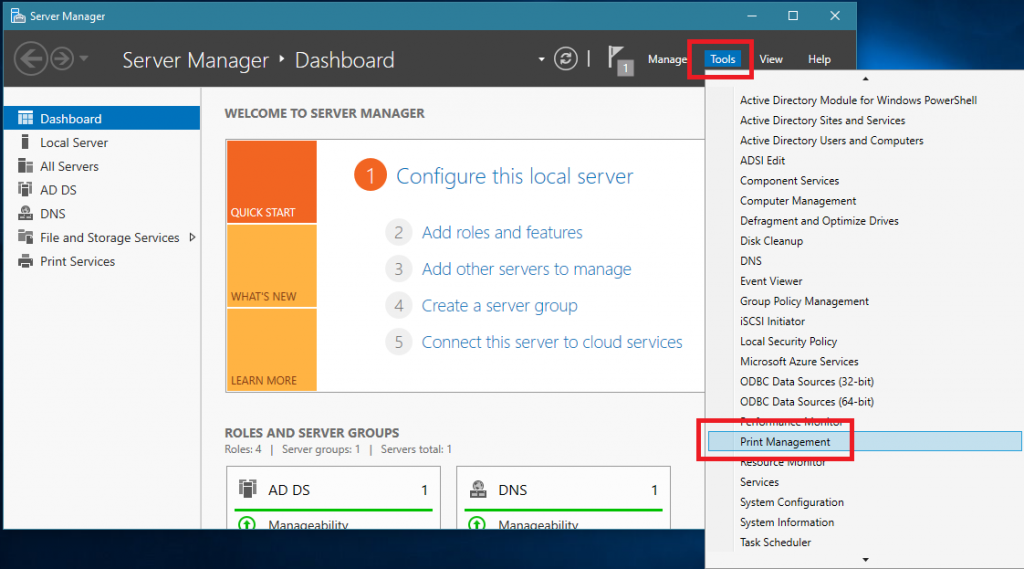 Server Manager
Server Manager ‣ Dashboard
1
Manage Tools View Help
Dashboard
Local Server
All Servers
AD DS
DNS
File and Storage Services
Print Services
WELCOME TO SERVER MANAGER
QUICK START
WHAT'S NEW
LEARN MORE
1 Configure this local server
2 Add roles and features
3 Add other servers to manage
4 Create a server group
5 Connect this server to cloud services
ROLES AND SERVER GROUPS
Roles: 4 | Server groups: 1 | Servers total: 1
AD DS 1
Manageability
DNS 1
Manageability
Active Directory Module for Windows PowerShell
Active Directory Sites and Services
Active Directory Users and Computers
ADSI Edit
Component Services
Computer Management
Defragment and Optimize Drives
Disk Cleanup
DNS
Event Viewer
Group Policy Management
iSCSI Initiator
Local Security Policy
Microsoft Azure Services
ODBC Data Sources (32-bit)
ODBC Data Sources (64-bit)
Performance Monitor
Print Management
Resource Monitor
Services
System Configuration
System Information
Task Scheduler